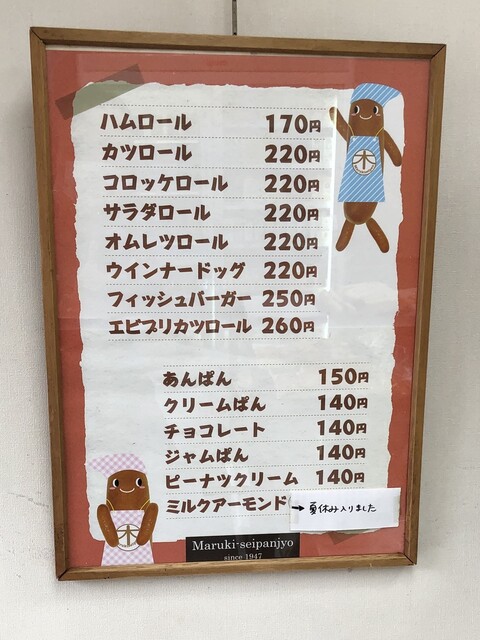 ハムロール 170円
カツロール 220円
コロッケロール 220円
サラダロール 220円
オムレツロール 220円
ウインナードッグ 220円
フィッシュバーガー 250円
エビプリカツロール 260円
あんぱん 150円
クリームぱん 140円
チョコレート 140円
ジャムぱん 140円
ピーナツクリーム 140円
ミルクアーモンド → 夏休み入りました
木
木
Maruki-seipanjyo
since 1947